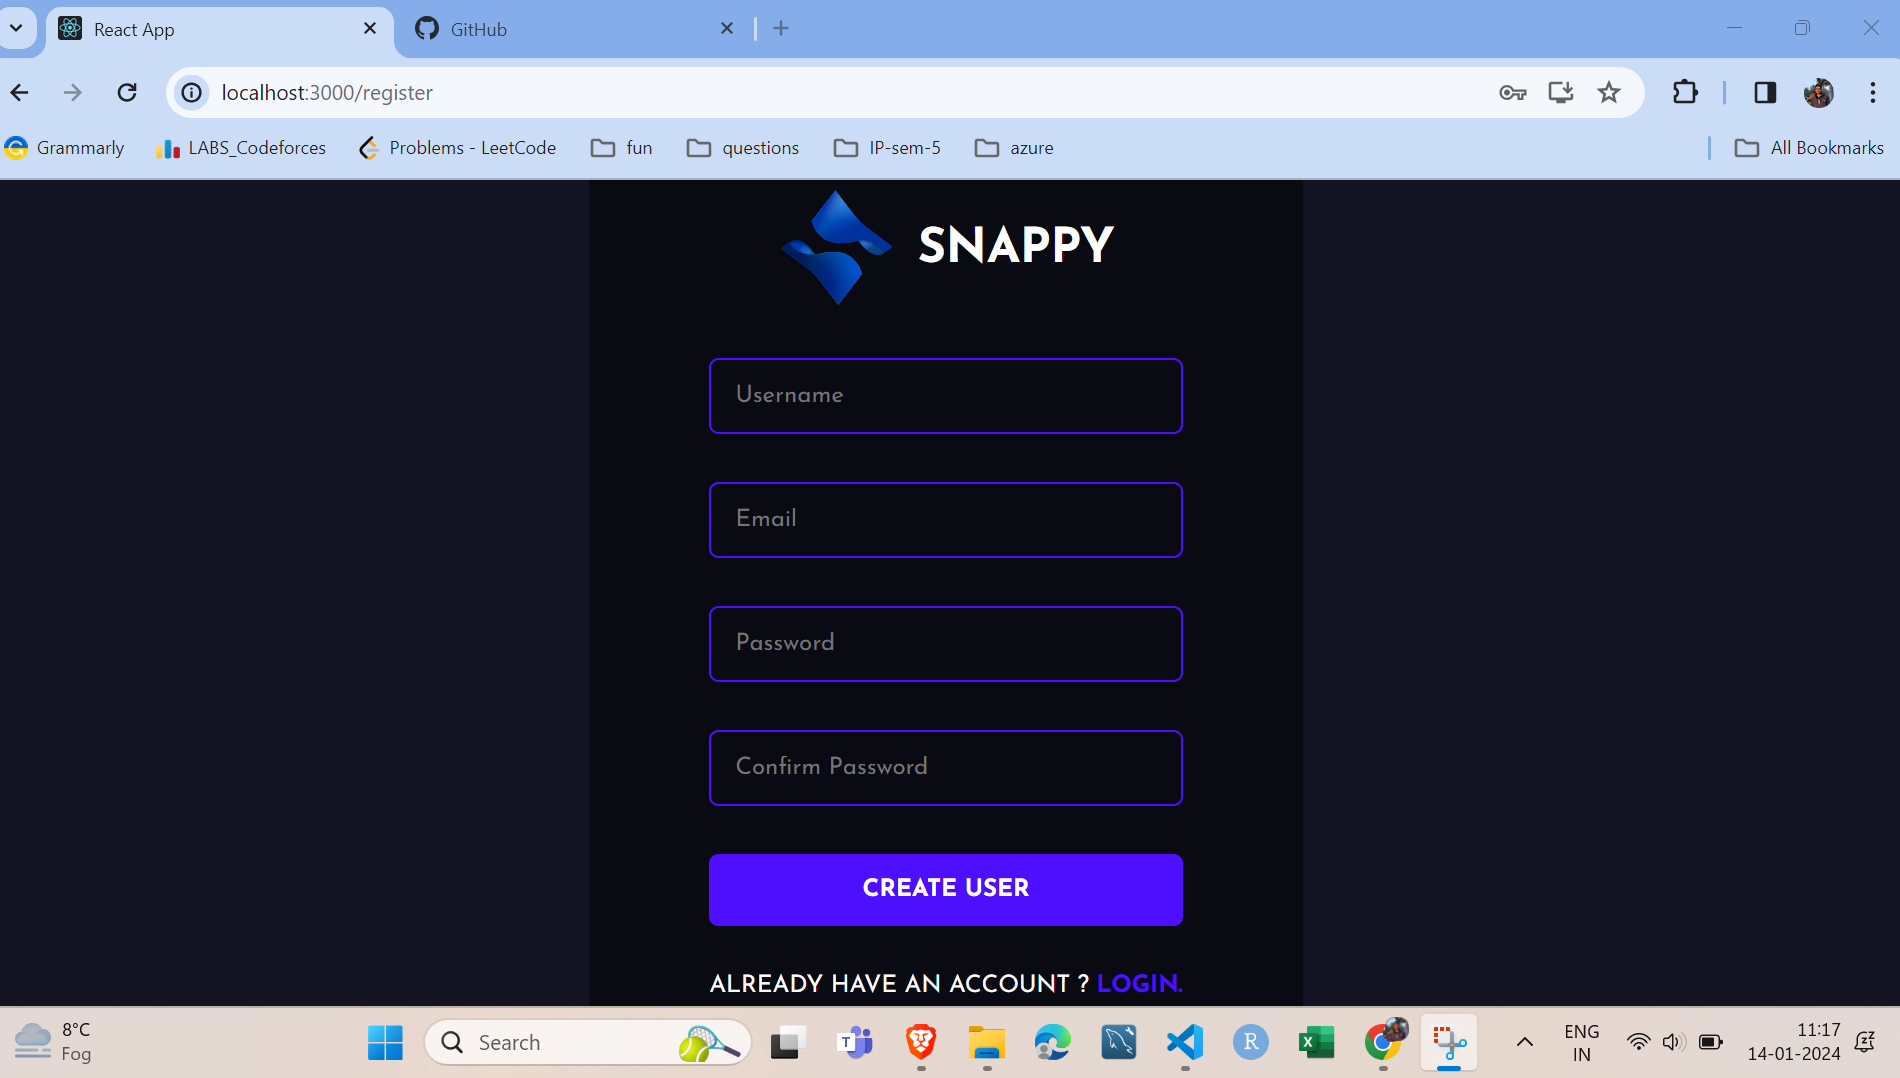 React App
GitHub
localhost:3000/register
Grammarly
LABS_Codeforces
Problems - LeetCode
fun
questions
IP-sem-5
azure
All Bookmarks
SNAPPY
Username
Email
Password
Confirm Password
CREATE USER
ALREADY HAVE AN ACCOUNT ? LOGIN.
8°C
Fog
Search
ENG
IN
11:17
14-01-2024